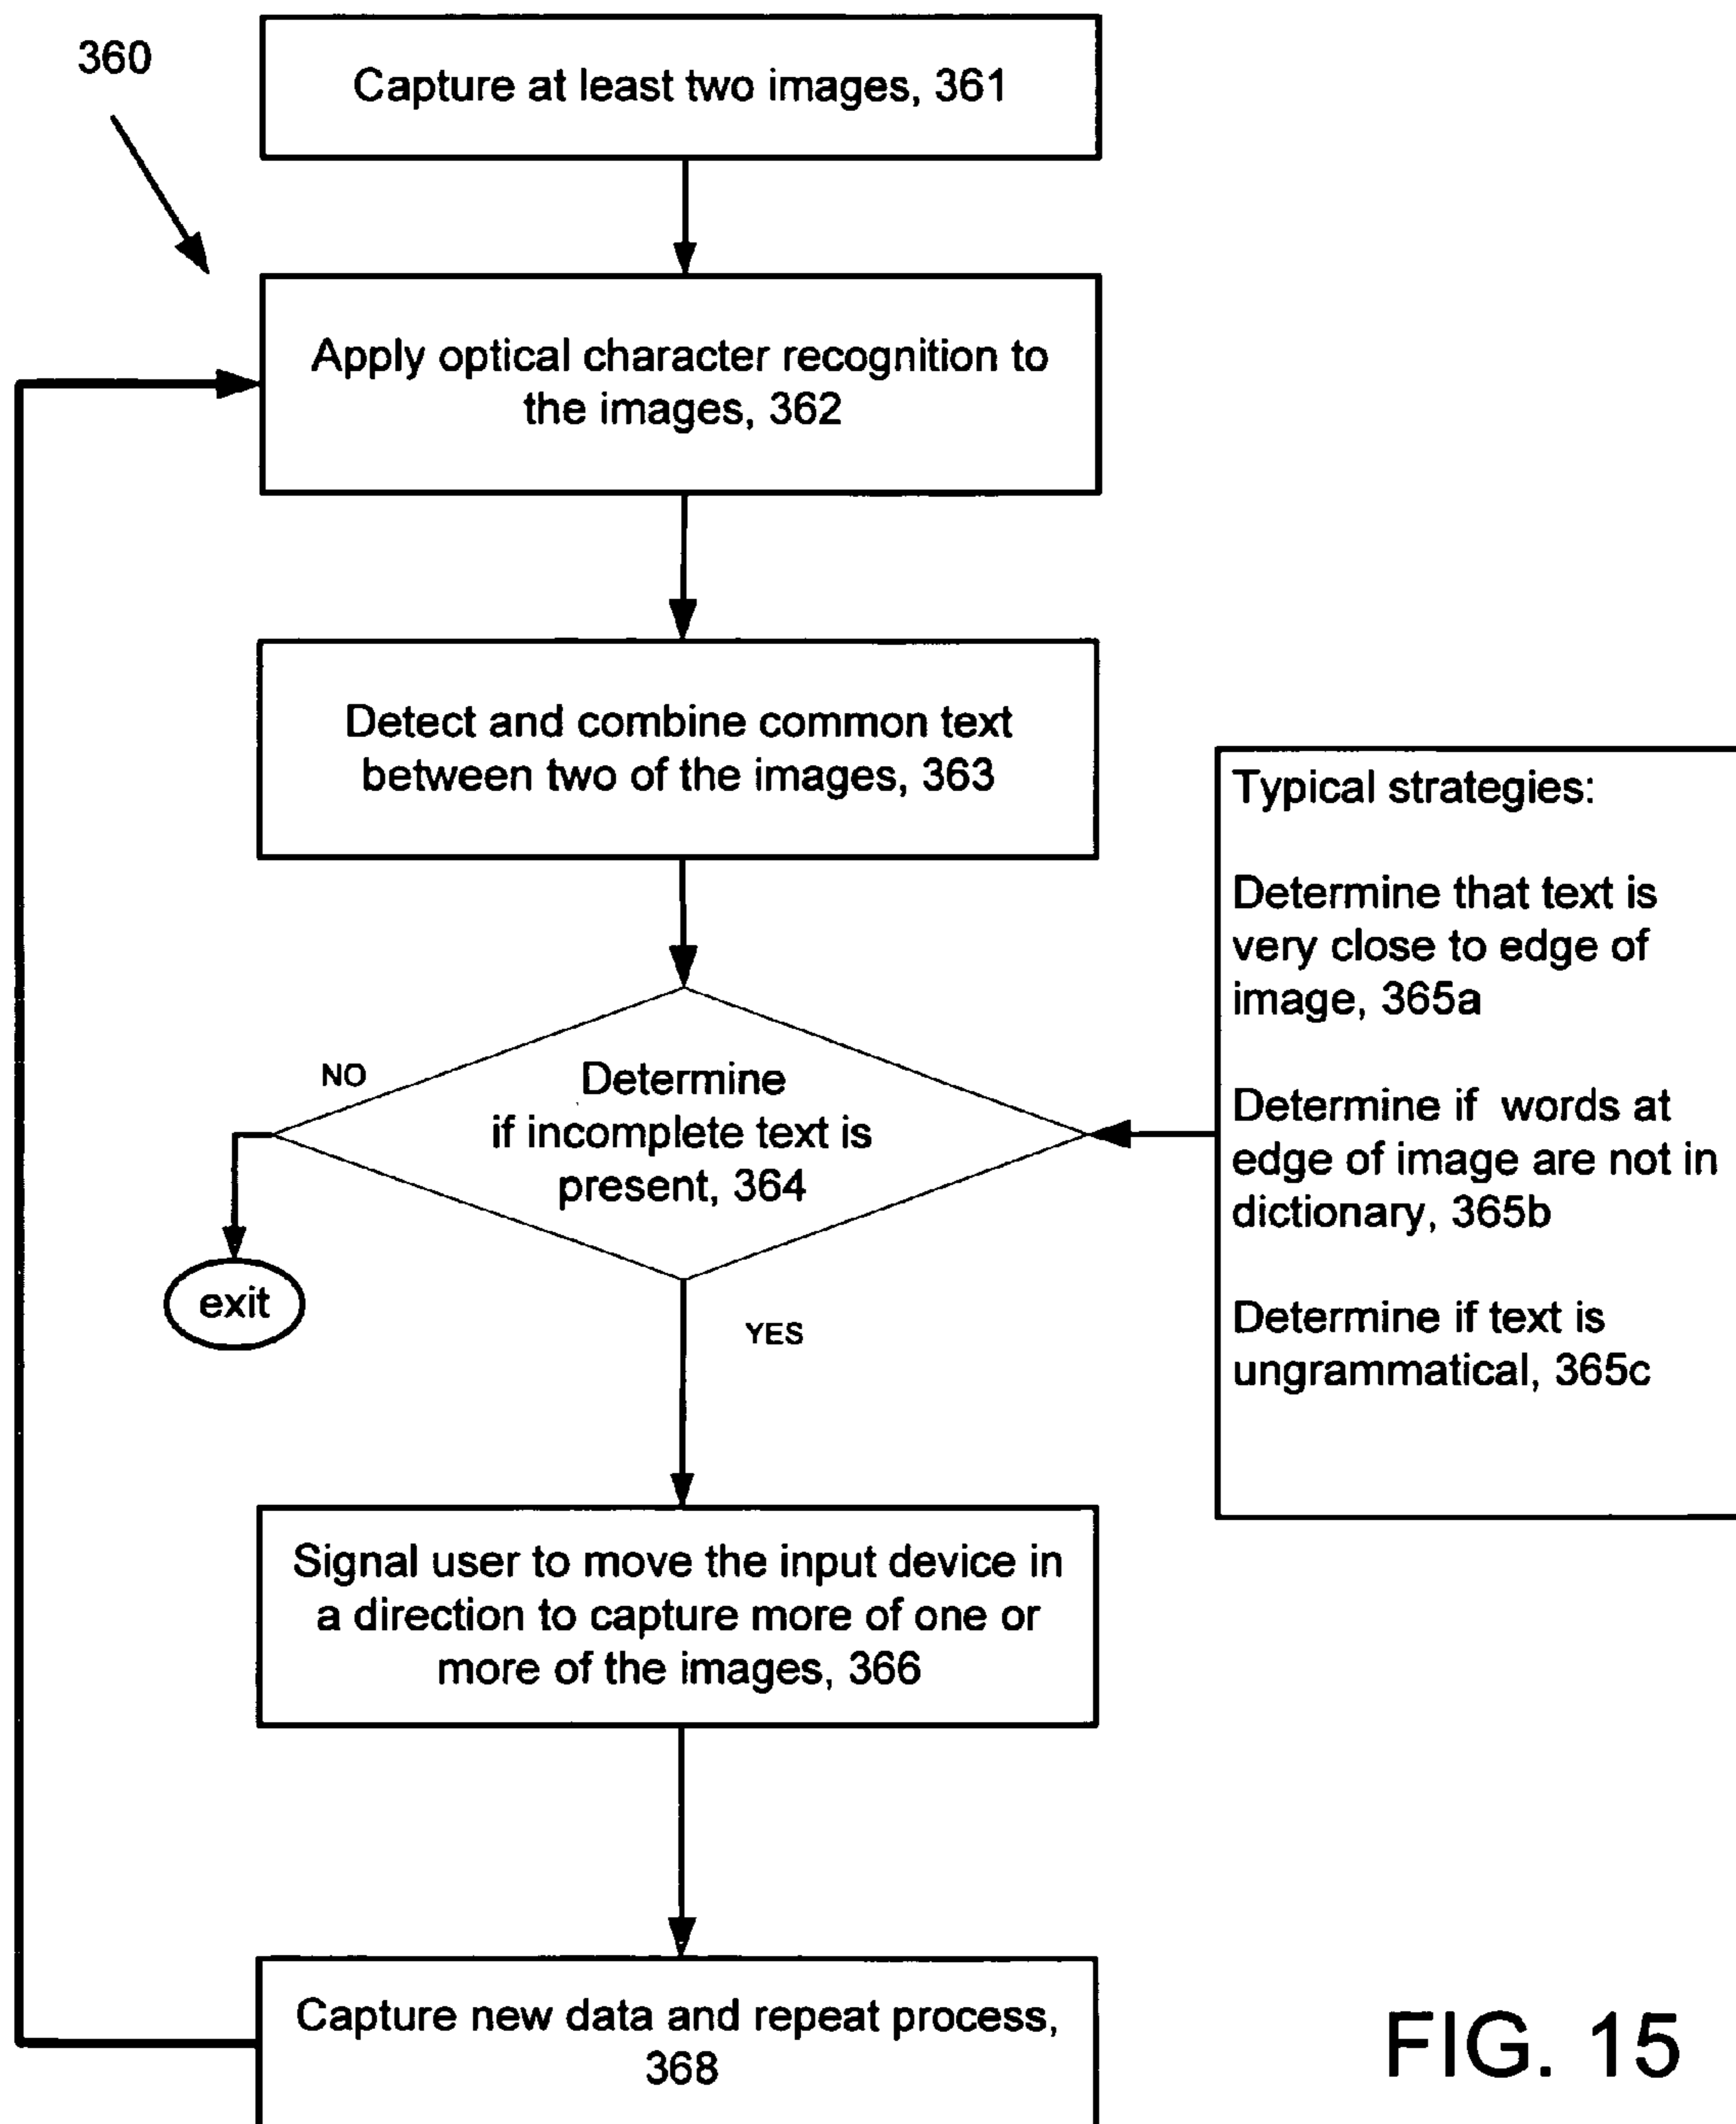 360
Capture at least two images, 361
Apply optical character recognition to
the images, 362
Detect and combine common text
between two of the images, 363
Typical strategies:
Determine that text is
very close to edge of
image, 365a
Determine if words at
edge of image are not in
dictionary, 365b
Determine if text is
ungrammatical, 365c
NO
Determine
if incomplete text is
present, 364
exit
YES
Signal user to move the input device in
a direction to capture more of one or
more of the images, 366
Capture new data and repeat process,
368
FIG. 15